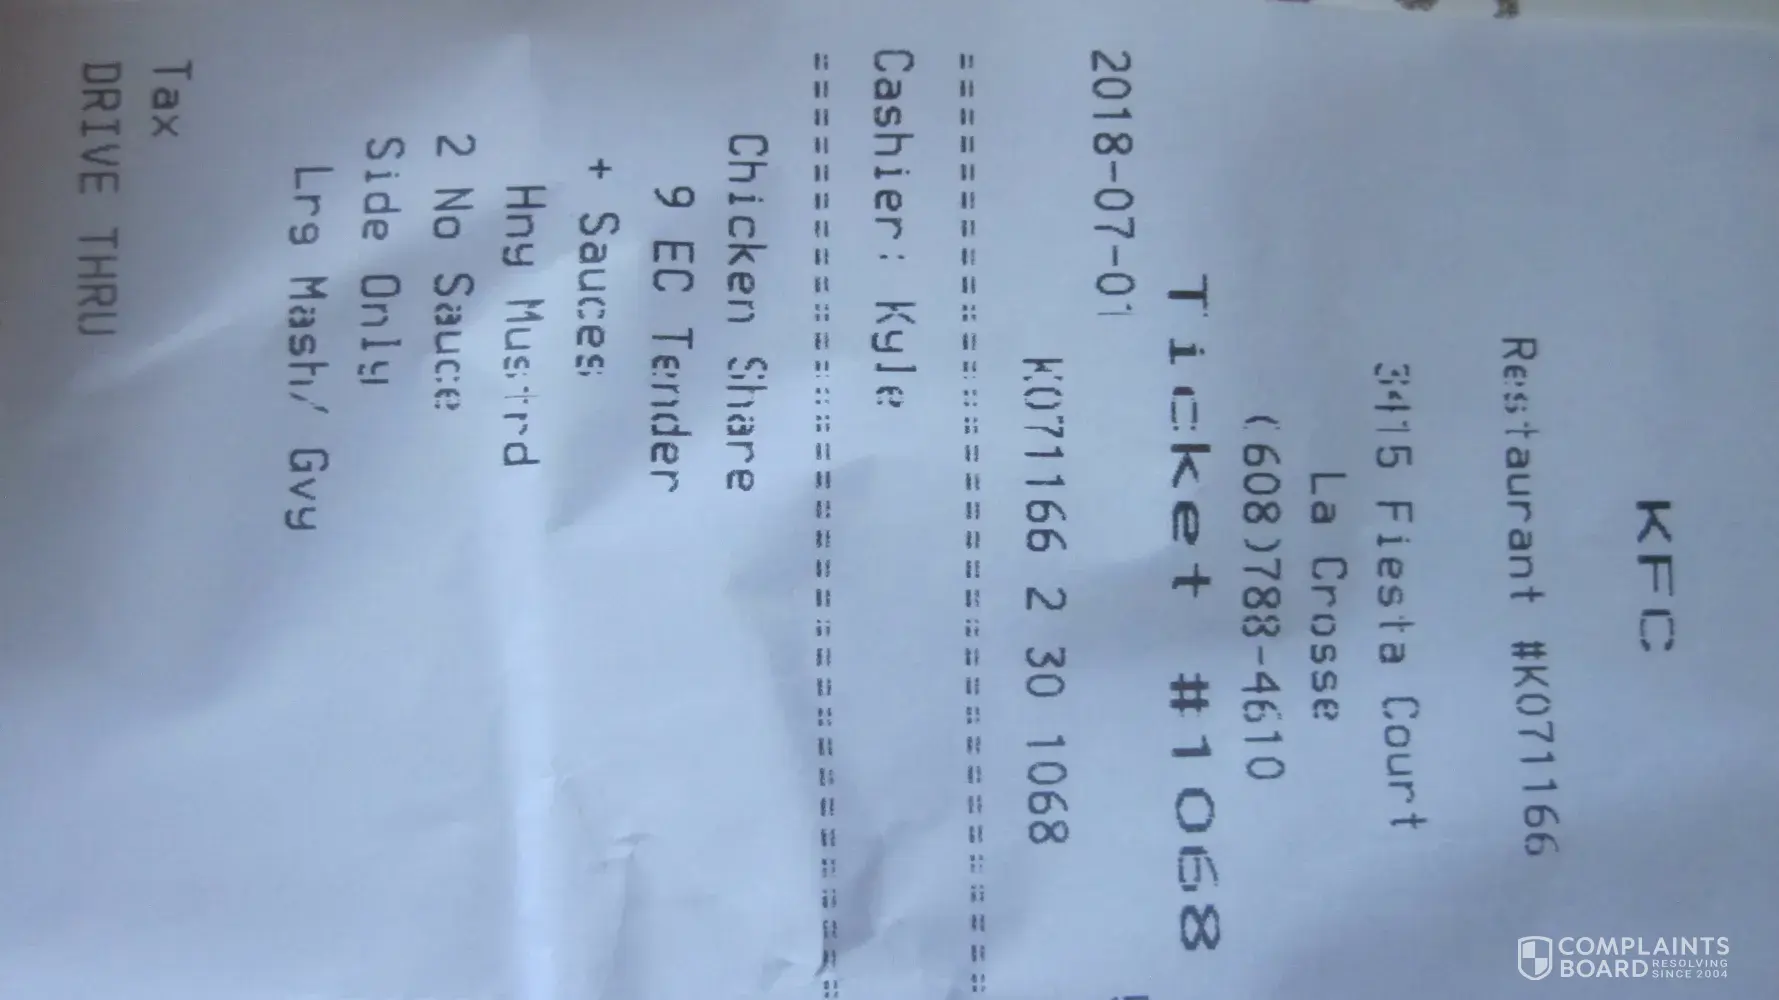 KFC
Restaurant #K071166
3415 Fiesta Court
La Crosse
(608)788-4610
Ticket #1068
2018-07-01
K071166 2 30 1068
==================================
Cashier: Kyle
==================================
Chicken Share
9 EC Tender
+ Sauces
Hny Mustrd
2 No Sauce
Side Only
Lrg Mash/ Gvy
Tax
DRIVE THRU
COMPLAINTS
BOARD RESOLVING
SINCE 2004